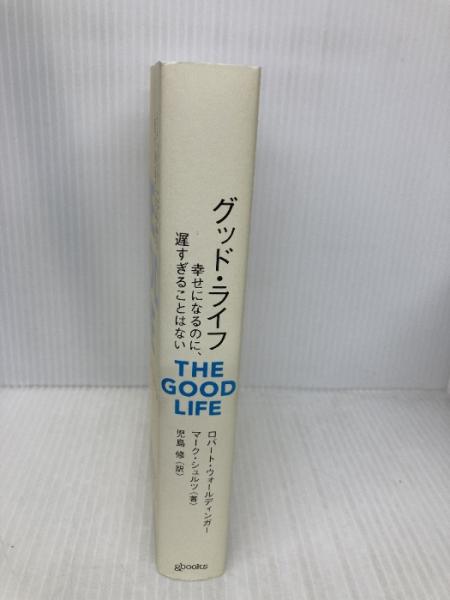 グッド・ライフ
幸せになるのに、
遅すぎることはない
THE
GOOD
LIFE
ロバート・ウォールディンガー
マーク・シュルツ（著）
児島 修（訳）
&books